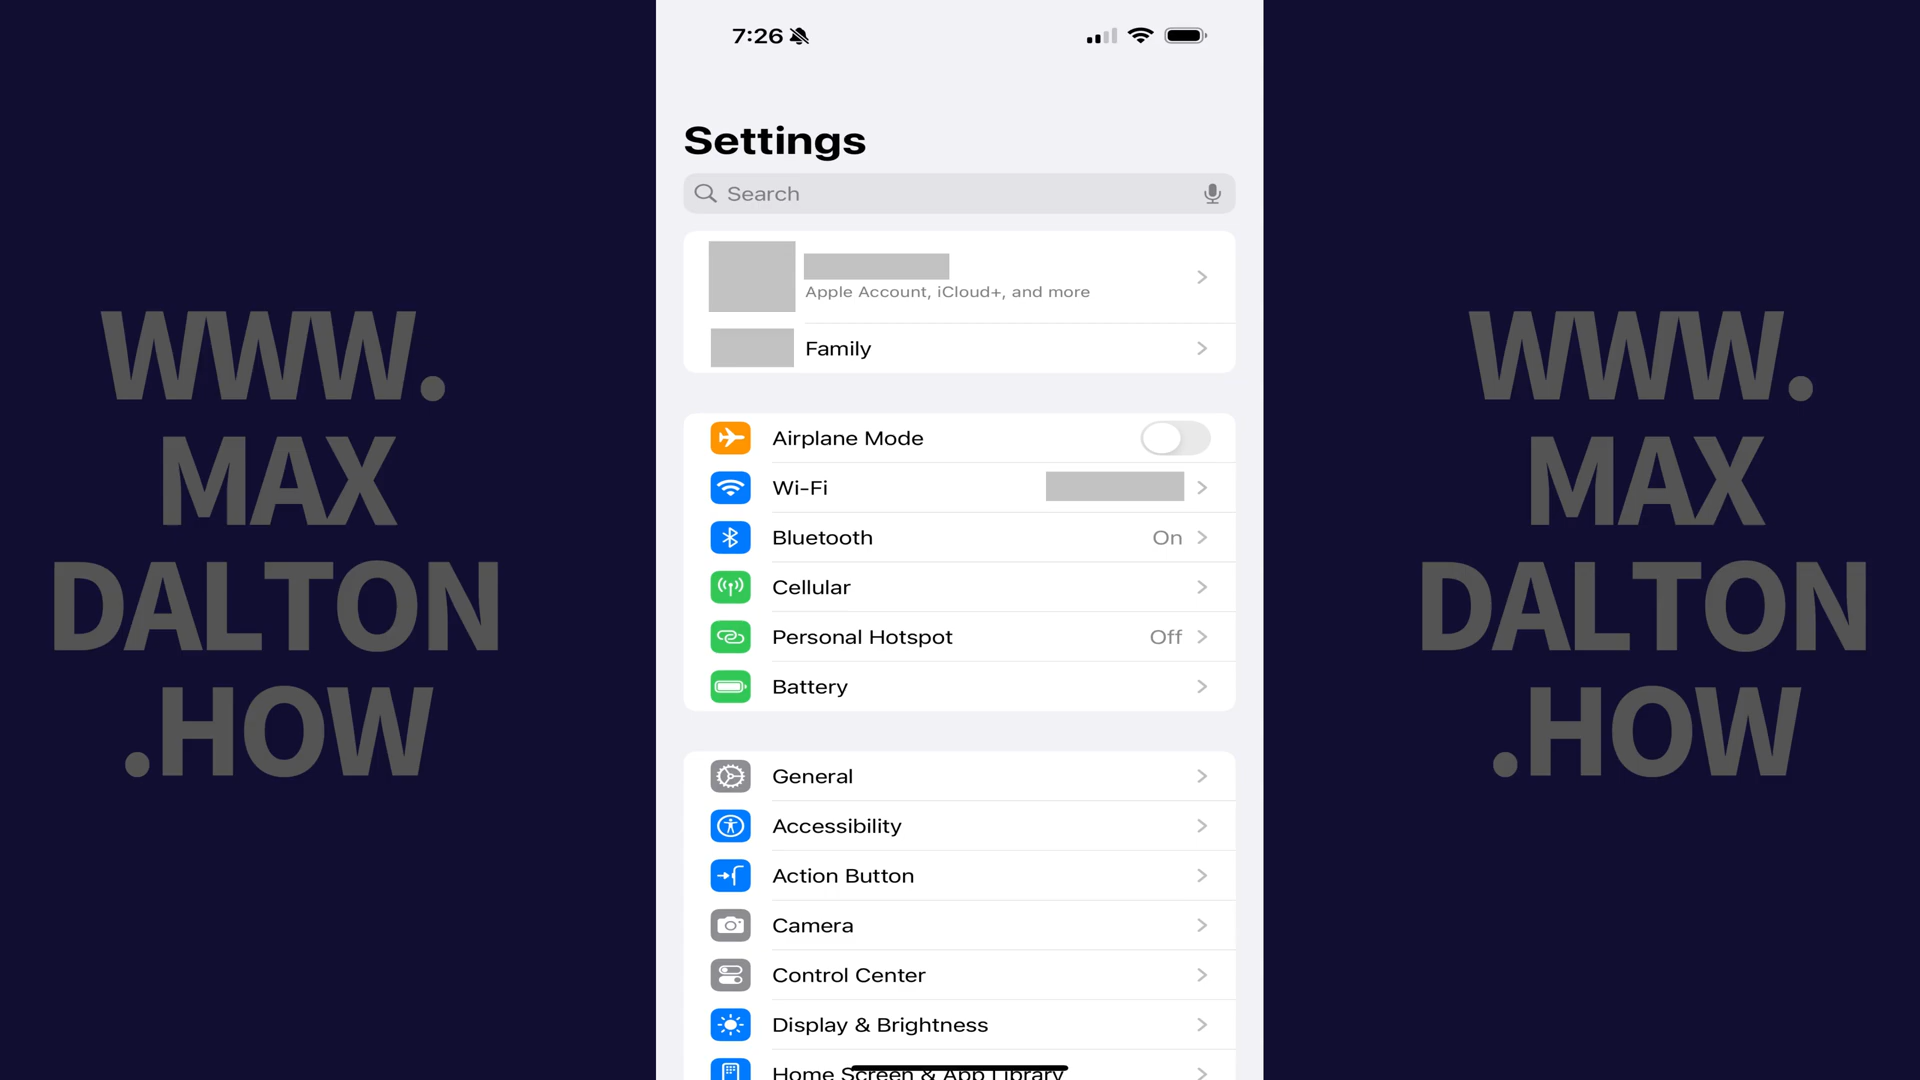 WWW.
MAX
DALTON
.HOW
7:26
Settings
Search
Apple Account, iCloud+, and more
Family
Airplane Mode
Wi-Fi
Bluetooth On
Cellular
Personal Hotspot Off
Battery
General
Accessibility
Action Button
Camera
Control Center
Display & Brightness
Home Screen & App Library
WWW.
MAX
DALTON
.HOW